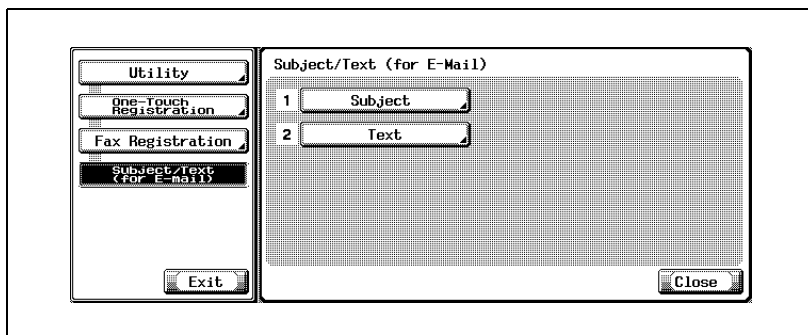 Utility
One-Touch
Registration
Fax Registration
Subject/Text
(for E-mail)
Exit
Subject/Text (for E-Mail)
1 Subject
2 Text
Close